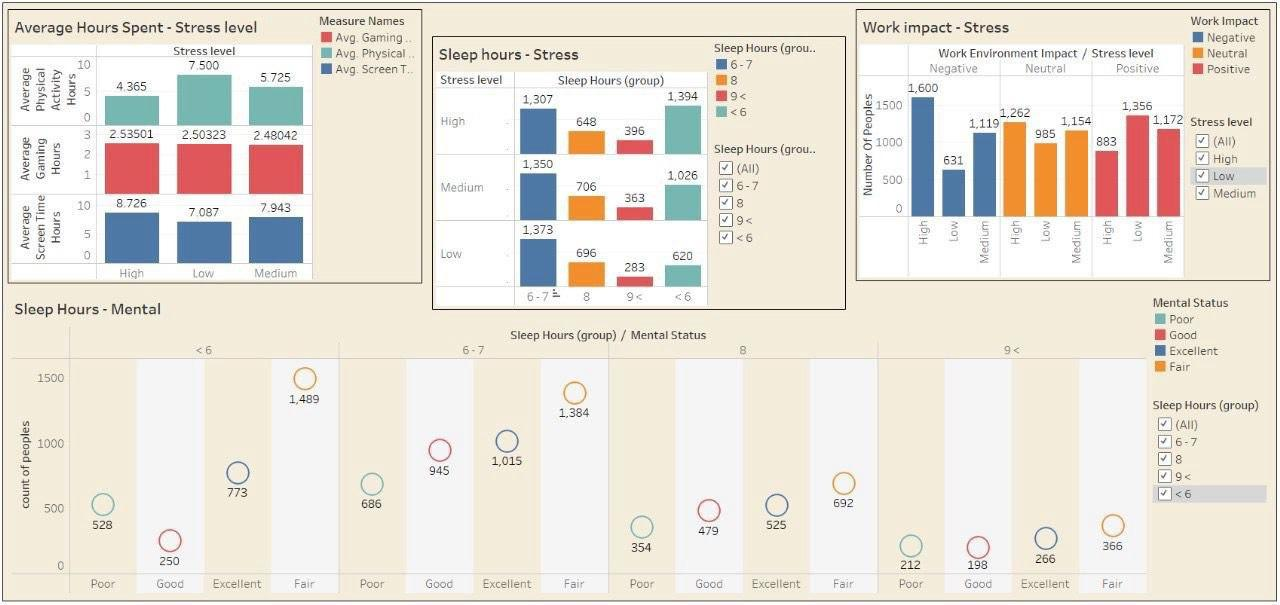 Average Hours Spent - Stress level
Stress level
Average Physical Activity Hours
10
5
0
4.365
7.500
5.725
Average Gaming Hours
3
2
1
2.53501
2.50323
2.48042
Average Screen Time Hours
10
5
0
8.726
7.087
7.943
High
Low
Medium
Measure Names
Avg. Gaming ..
Avg. Physical ..
Avg. Screen T..
Sleep hours - Stress
Stress level
Sleep Hours (group)
High
1,307
648
396
1,394
Medium
1,350
706
363
1,026
Low
1,373
696
283
620
6 - 7
8
9 <
< 6
Sleep Hours (grou..
6 - 7
8
9 <
< 6
Sleep Hours (grou..
(All)
6 - 7
8
9 <
< 6
Work impact - Stress
Work Environment Impact / Stress level
Negative
Neutral
Positive
Number Of Peoples
1500
1000
500
0
1,600
631
1,119
1,262
985
1,154
883
1,356
1,172
High
Low
Medium
High
Low
Medium
High
Low
Medium
Work Impact
Negative
Neutral
Positive
Stress level
(All)
High
Low
Medium
Sleep Hours - Mental
Sleep Hours (group) / Mental Status
< 6
6 - 7
8
9 <
count of peoples
1500
1000
500
0
528
250
773
1,489
686
945
1,015
1,384
354
479
525
692
212
198
266
366
Poor
Good
Excellent
Fair
Poor
Good
Excellent
Fair
Poor
Good
Excellent
Fair
Poor
Good
Excellent
Fair
Mental Status
Poor
Good
Excellent
Fair
Sleep Hours (group)
(All)
6 - 7
8
9 <
< 6